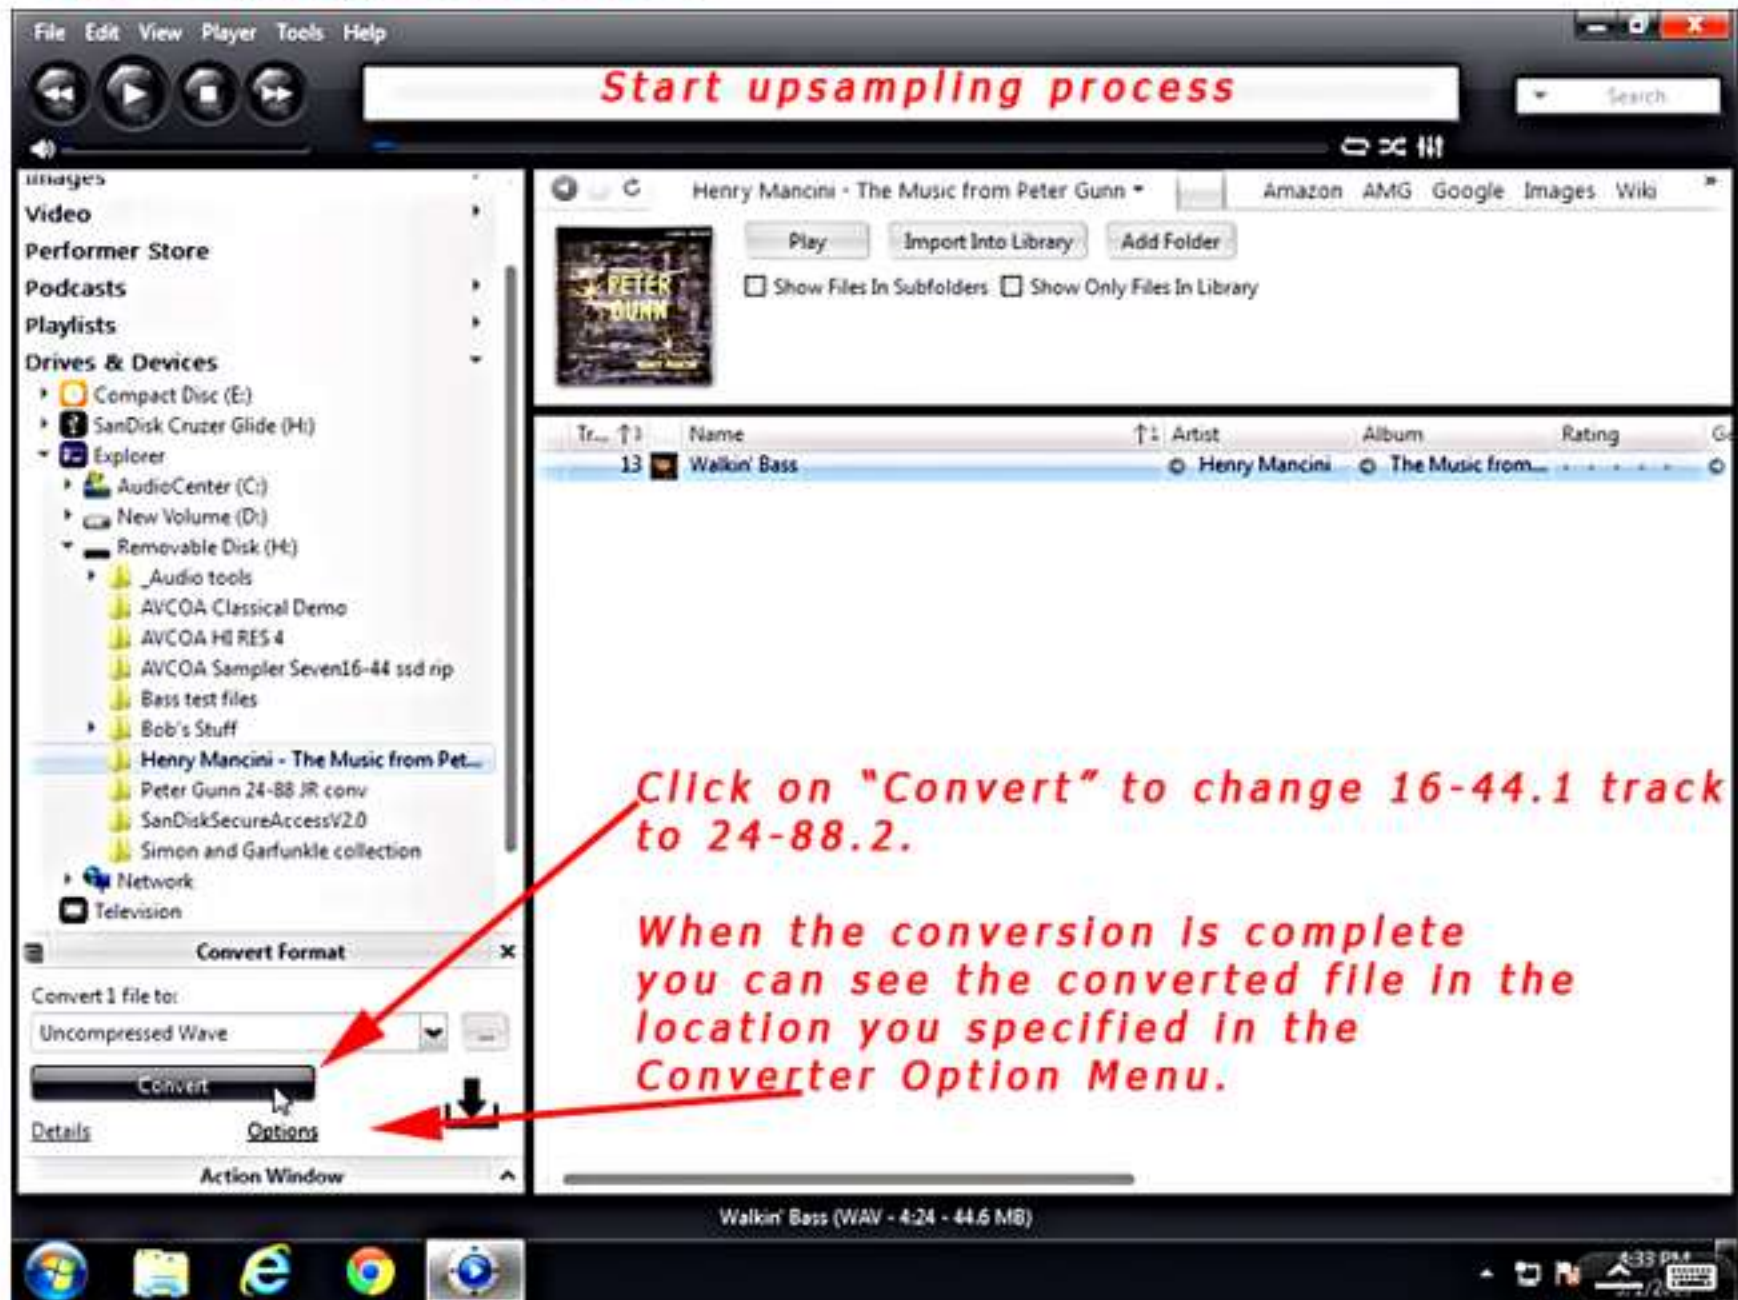 File Edit View Player Tools Help
Start upsampling process
Search
Images
Video
Performer Store
Podcasts
Playlists
Drives & Devices
Compact Disc (E:)
SanDisk Cruzer Glide (H:)
Explorer
AudioCenter (C:)
New Volume (D:)
Removable Disk (H:)
_Audio tools
AVCOA Classical Demo
AVCOA HI RES 4
AVCOA Sampler Seven16-44 ssd rip
Bass test files
Bob's Stuff
Henry Mancini - The Music from Pet...
Peter Gunn 24-88 JR conv
SanDiskSecureAccessV2.0
Simon and Garfunkle collection
Network
Television
Convert Format
Convert 1 file to:
Uncompressed Wave
...
Convert
Details Options
Action Window
Henry Mancini - The Music from Peter Gunn
Amazon AMG Google Images Wiki
Play Import Into Library Add Folder
Show Files In Subfolders Show Only Files In Library
PETER
GUNN
Tr... Name Artist Album Rating
13 Walkin' Bass Henry Mancini The Music from...
Click on "Convert" to change 16-44.1 track
to 24-88.2.
When the conversion is complete
you can see the converted file in the
location you specified in the
Converter Option Menu.
Walkin' Bass (WAV - 4:24 - 44.6 MB)
4:33 PM